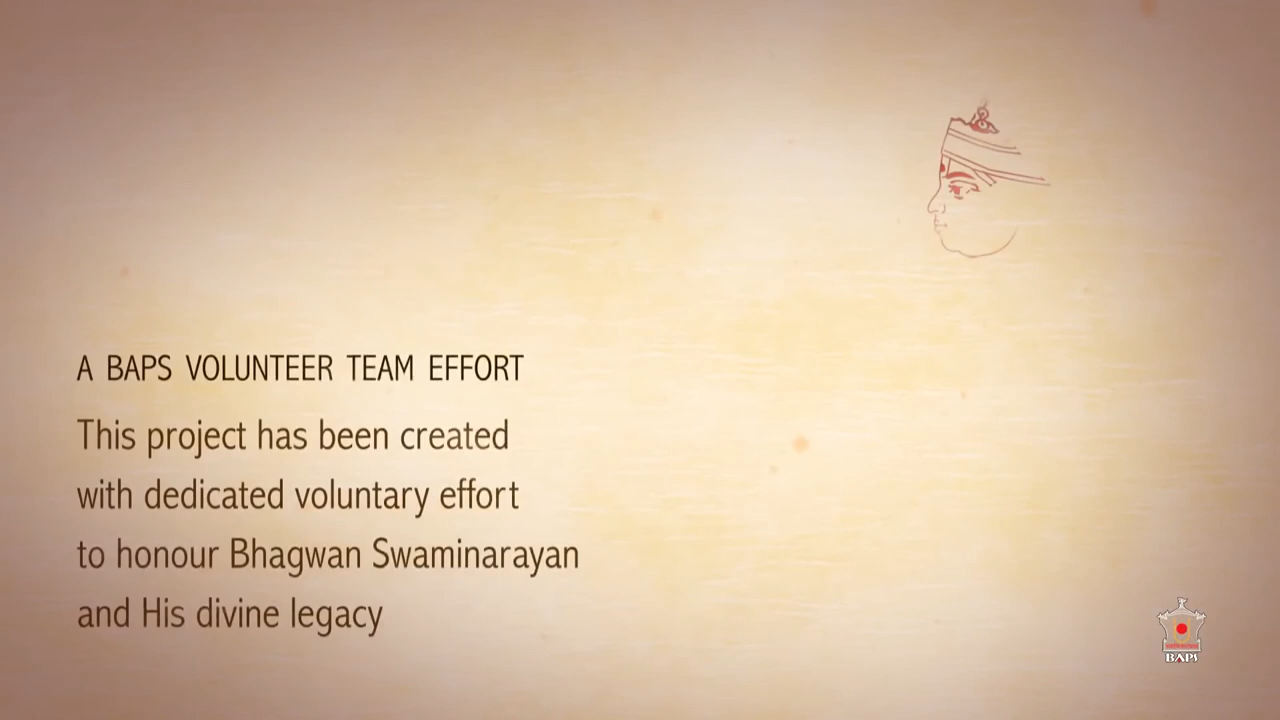 A BAPS VOLUNTEER TEAM EFFORT
This project has been created
with dedicated voluntary effort
to honour Bhagwan Swaminarayan
and His divine legacy
BAPS